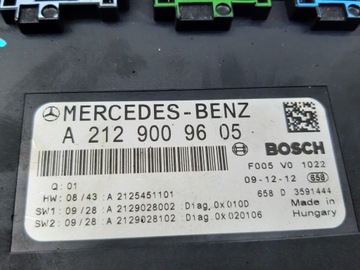 MERCEDES-BENZ
A 212 900 96 05
BOSCH
F005 V0 1022
09-12-12 658
Q: 01
658 D 3591444
HW: 08/43 : A 2125451101
Made in
SW1: 09/28 : A 2129028002 : Diag. 0x010D
Hungary
SW2: 09/28 : A 2129028102 : Diag. 0x020106